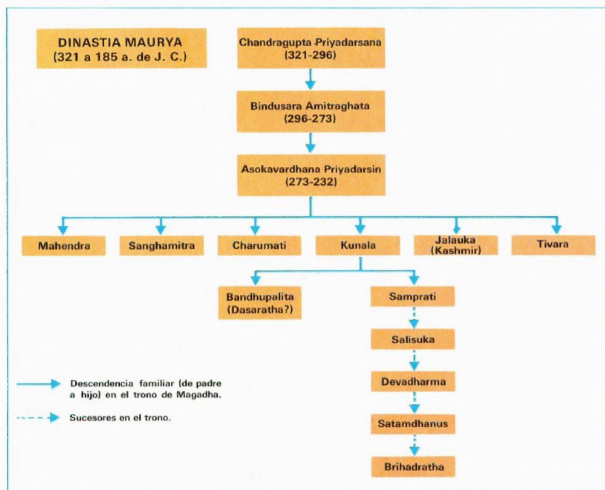 DINASTIA MAURYA
(321 a 185 a. de J. C.)
Chandragupta-Priyadarsana
(321-296)
Bindusara Amitraghata
(296-273)
Asokavardhana Priyadarsin
(273-232)
Mahendra
Sanghamitra
Charumati
Kunala
Jalauka
(Kashmir)
Tivara
Bandhupalita
(Dasaratha?)
Samprati
Salisuka
Devadharma
Satamdhanus
Brihadratha
Descendencia familiar (de padre
a hijo) en el trono de Magadha.
Sucesores en el trono.